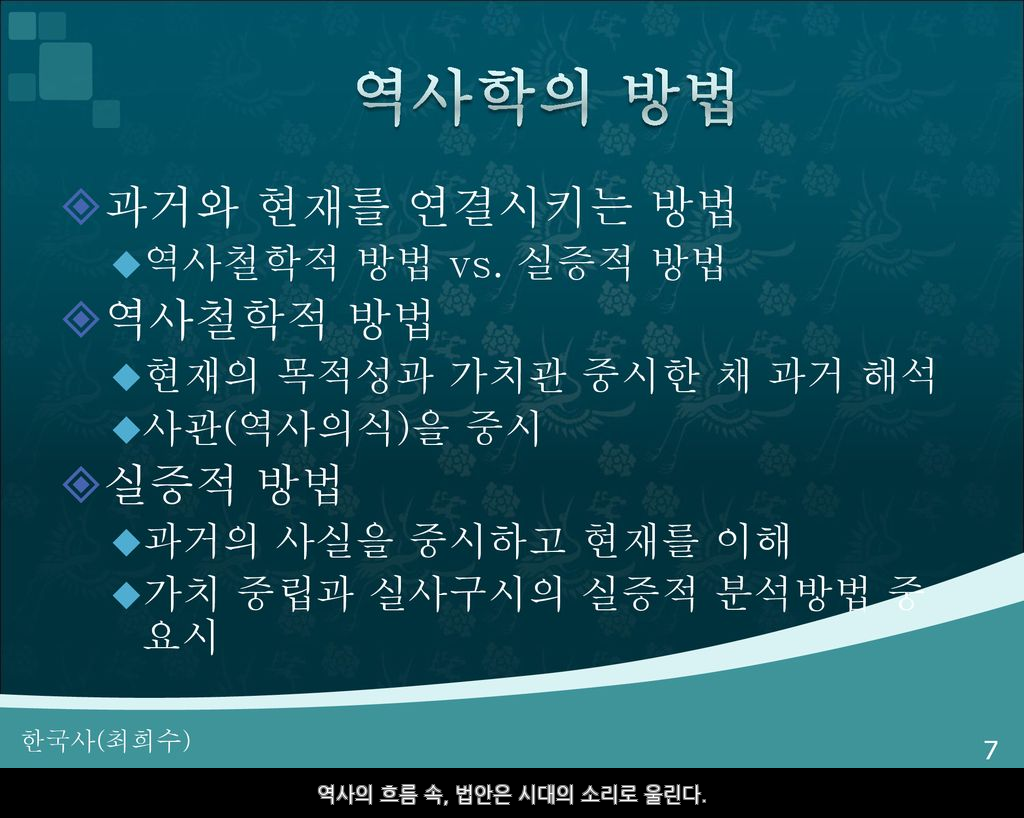 역사학의 방법
과거와 현재를 연결시키는 방법
역사철학적 방법 vs. 실증적 방법
역사철학적 방법
현재의 목적성과 가치관 중시한 채 과거 해석
사관(역사의식)을 중시
실증적 방법
과거의 사실을 중시하고 현재를 이해
가치 중립과 실사구시의 실증적 분석방법 중
요시
한국사(최희수)
7
역사의 흐름 속, 법안은 시대의 소리로 울린다.